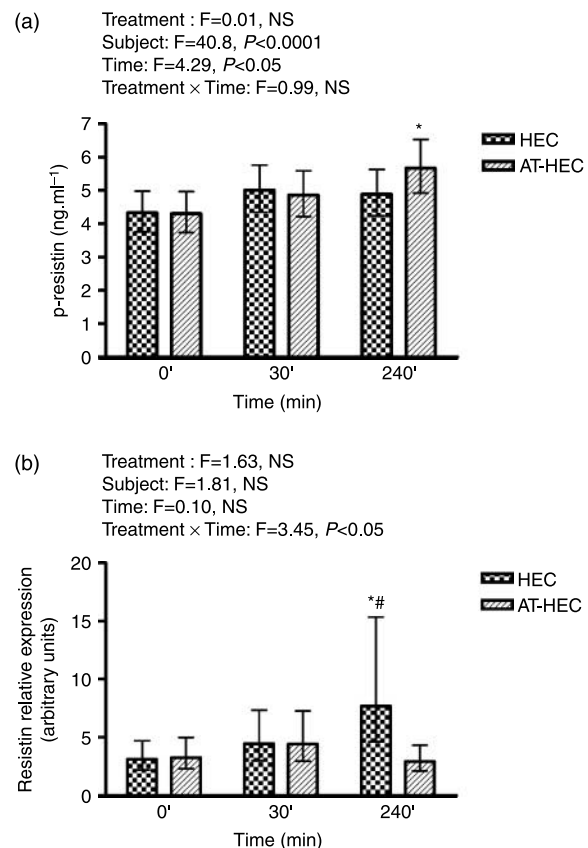 (a)
Treatment : F=0.01, NS
Subject: F=40.8, P<0.0001
Time: F=4.29, P<0.05
Treatment × Time: F=0.99, NS
p-resistin (ng.ml⁻¹)
7
6
5
4
3
2
1
0
*
HEC
AT-HEC
0' 30' 240'
Time (min)
(b)
Treatment : F=1.63, NS
Subject: F=1.81, NS
Time: F=0.10, NS
Treatment × Time: F=3.45, P<0.05
Resistin relative expression
(arbitrary units)
20
15
10
5
0
*#
HEC
AT-HEC
0' 30' 240'
Time (min)